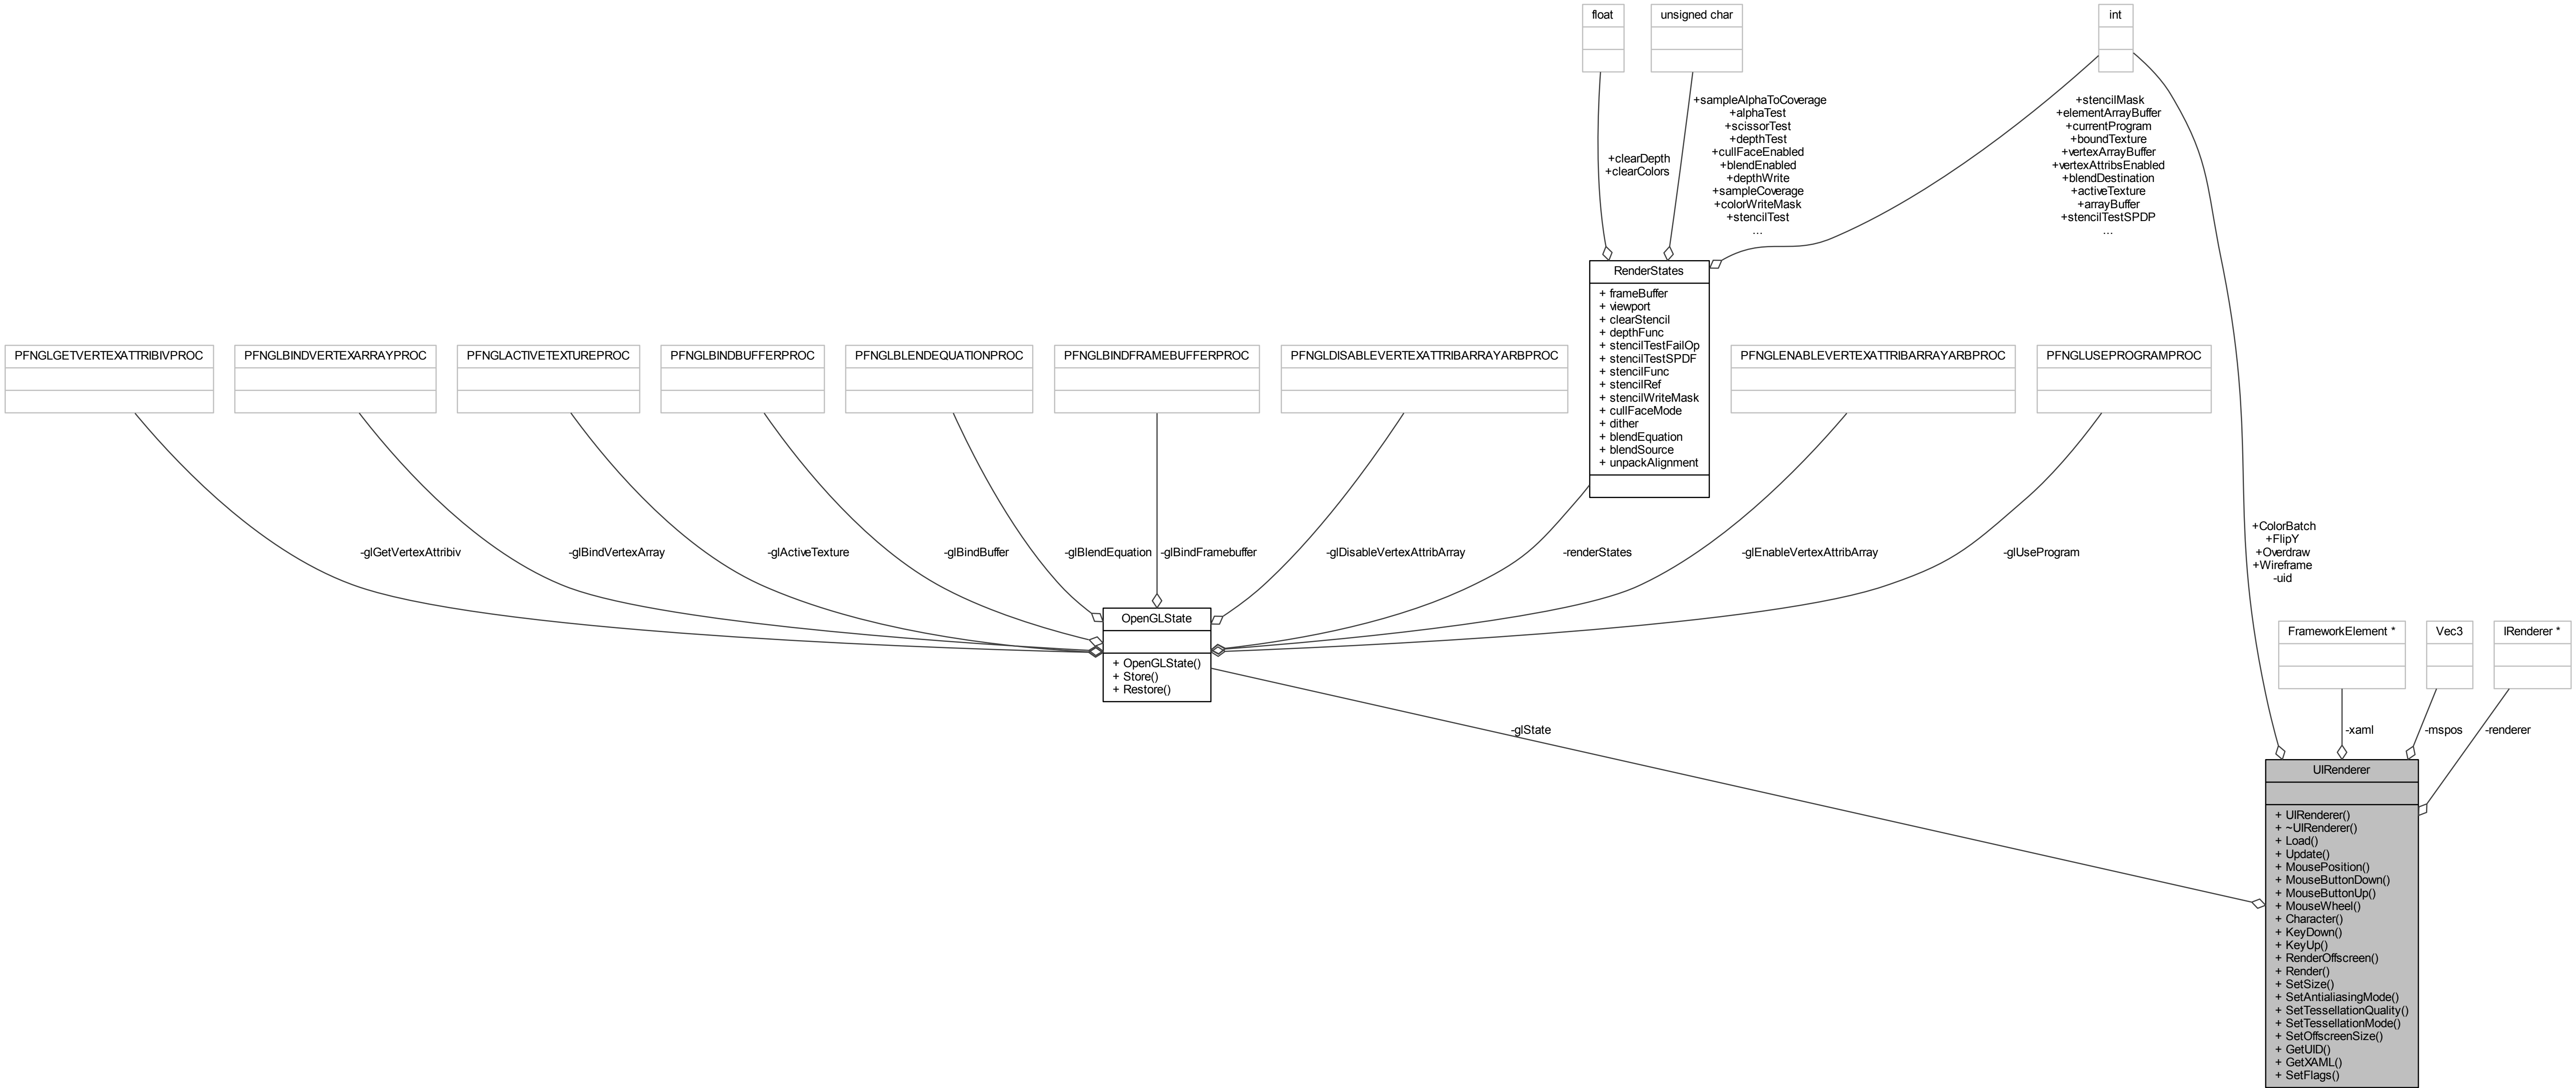 float
unsigned char
int
+clearDepth
+clearColors
+sampleAlphaToCoverage
+alphaTest
+scissorTest
+depthTest
+cullFaceEnabled
+blendEnabled
+depthWrite
+sampleCoverage
+colorWriteMask
+stencilTest
...
+stencilMask
+elementArrayBuffer
+currentProgram
+boundTexture
+vertexArrayBuffer
+vertexAttribsEnabled
+blendDestination
+activeTexture
+arrayBuffer
+stencilTestSPDP
...
RenderStates
+ frameBuffer
+ viewport
+ clearStencil
+ depthFunc
+ stencilTestFailOp
+ stencilTestSPDF
+ stencilFunc
+ stencilRef
+ stencilWriteMask
+ cullFaceMode
+ dither
+ blendEquation
+ blendSource
+ unpackAlignment
PFNGLGETVERTEXATTRIBIVPROC
PFNGLBINDVERTEXARRAYPROC
PFNGLACTIVETEXTUREPROC
PFNGLBINDBUFFERPROC
PFNGLBLENDEQUATIONPROC
PFNGLBINDFRAMEBUFFERPROC
PFNGLDISABLEVERTEXATTRIBARRAYARBPROC
PFNGLENABLEVERTEXATTRIBARRAYARBPROC
PFNGLUSEPROGRAMPROC
-glGetVertexAttribiv
-glBindVertexArray
-glActiveTexture
-glBindBuffer
-glBlendEquation
-glBindFramebuffer
-glDisableVertexAttribArray
-renderStates
-glEnableVertexAttribArray
-glUseProgram
+ColorBatch
+FlipY
+Overdraw
+Wireframe
-uid
OpenGLState
+ OpenGLState()
+ Store()
+ Restore()
FrameworkElement *
Vec3
IRenderer *
-glState
-xaml
-mspos
-renderer
UIRenderer
+ UIRenderer()
+ ~UIRenderer()
+ Load()
+ Update()
+ MousePosition()
+ MouseButtonDown()
+ MouseButtonUp()
+ MouseWheel()
+ Character()
+ KeyDown()
+ KeyUp()
+ RenderOffscreen()
+ Render()
+ SetSize()
+ SetAntialiasingMode()
+ SetTessellationQuality()
+ SetTessellationMode()
+ SetOffscreenSize()
+ GetUID()
+ GetXAML()
+ SetFlags()